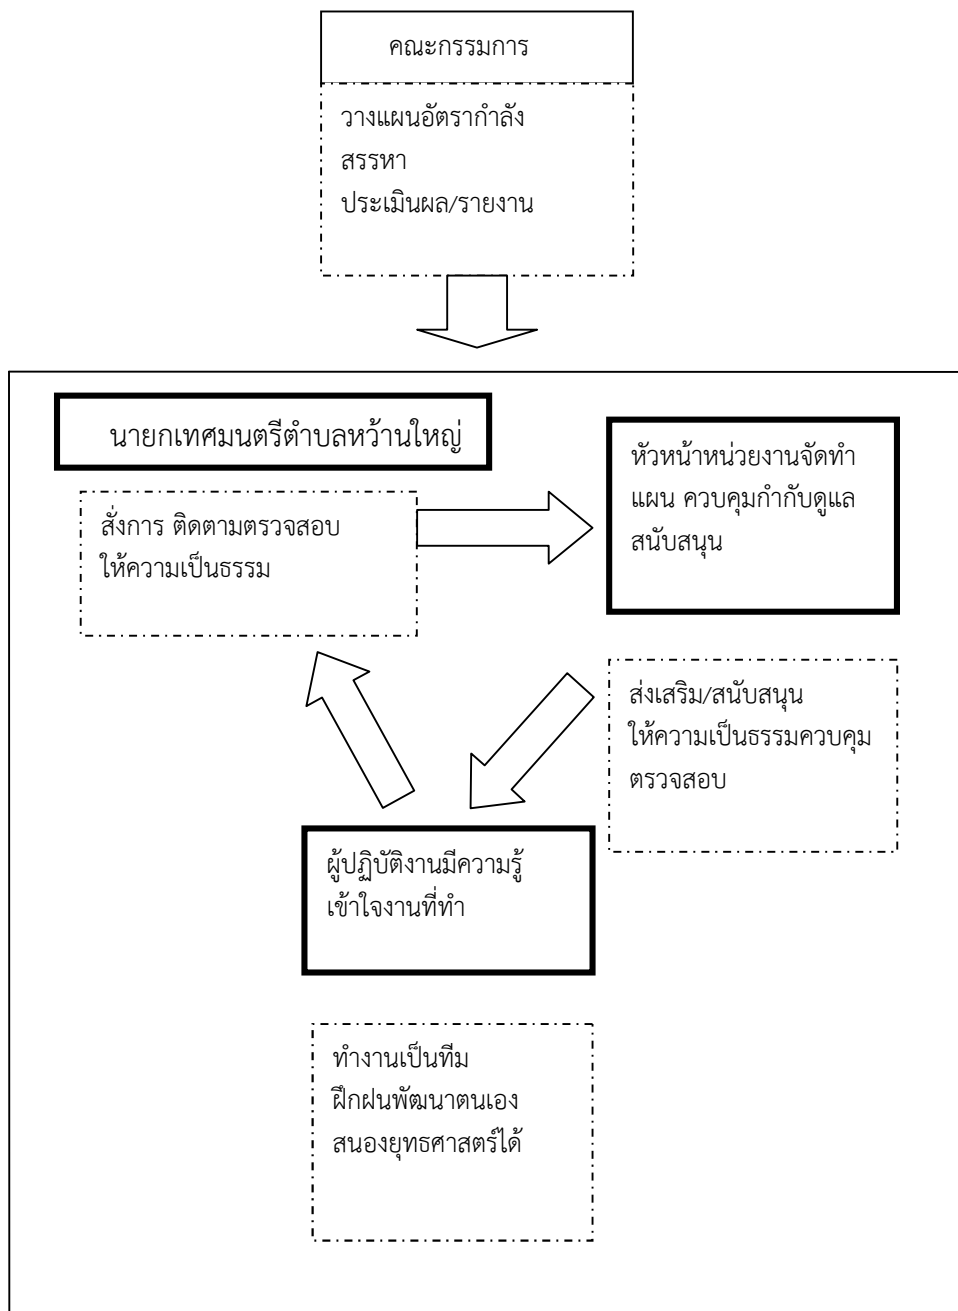 คณะกรรมการ
วางแผนอัตรากำลัง
สรรหา
ประเมินผล/รายงาน
นายกเทศมนตรีตำบลหว้านใหญ่
สั่งการ ติดตามตรวจสอบ
ให้ความเป็นธรรม
หัวหน้าหน่วยงานจัดทำ
แผน ควบคุมกำกับดูแล
สนับสนุน
ส่งเสริม/สนับสนุน
ให้ความเป็นธรรมควบคุม
ตรวจสอบ
ผู้ปฏิบัติงานมีความรู้
เข้าใจงานที่ทำ
ทำงานเป็นทีม
ฝึกฝนพัฒนาตนเอง
สนองยุทธศาสตร์ได้